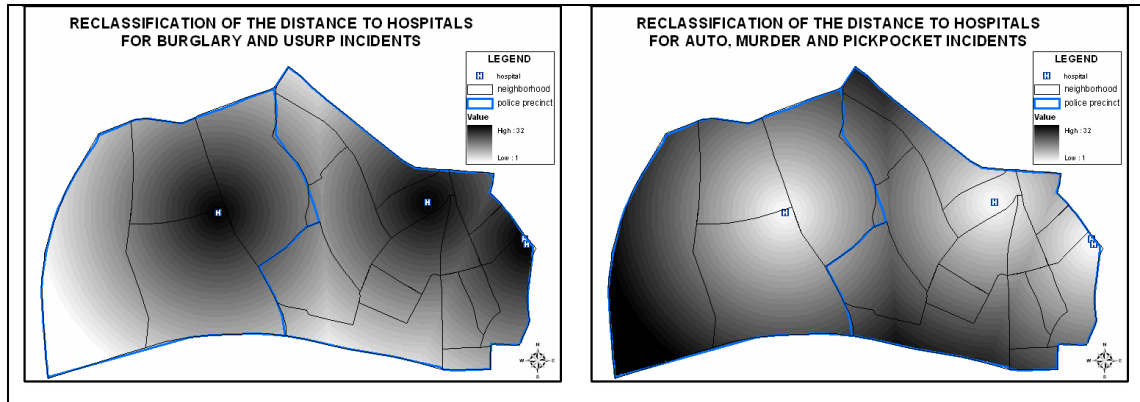 RECLASSIFICATION OF THE DISTANCE TO HOSPITALS
FOR BURGLARY AND USURP INCIDENTS
LEGEND
H hospital
neighborhood
police precinct
Value
High : 32
Low : 1
H
H
H
H
N
W E
S
RECLASSIFICATION OF THE DISTANCE TO HOSPITALS
FOR AUTO, MURDER AND PICKPOCKET INCIDENTS
LEGEND
H hospital
neighborhood
police precinct
Value
High : 32
Low : 1
H
H
H
H
N
W E
S